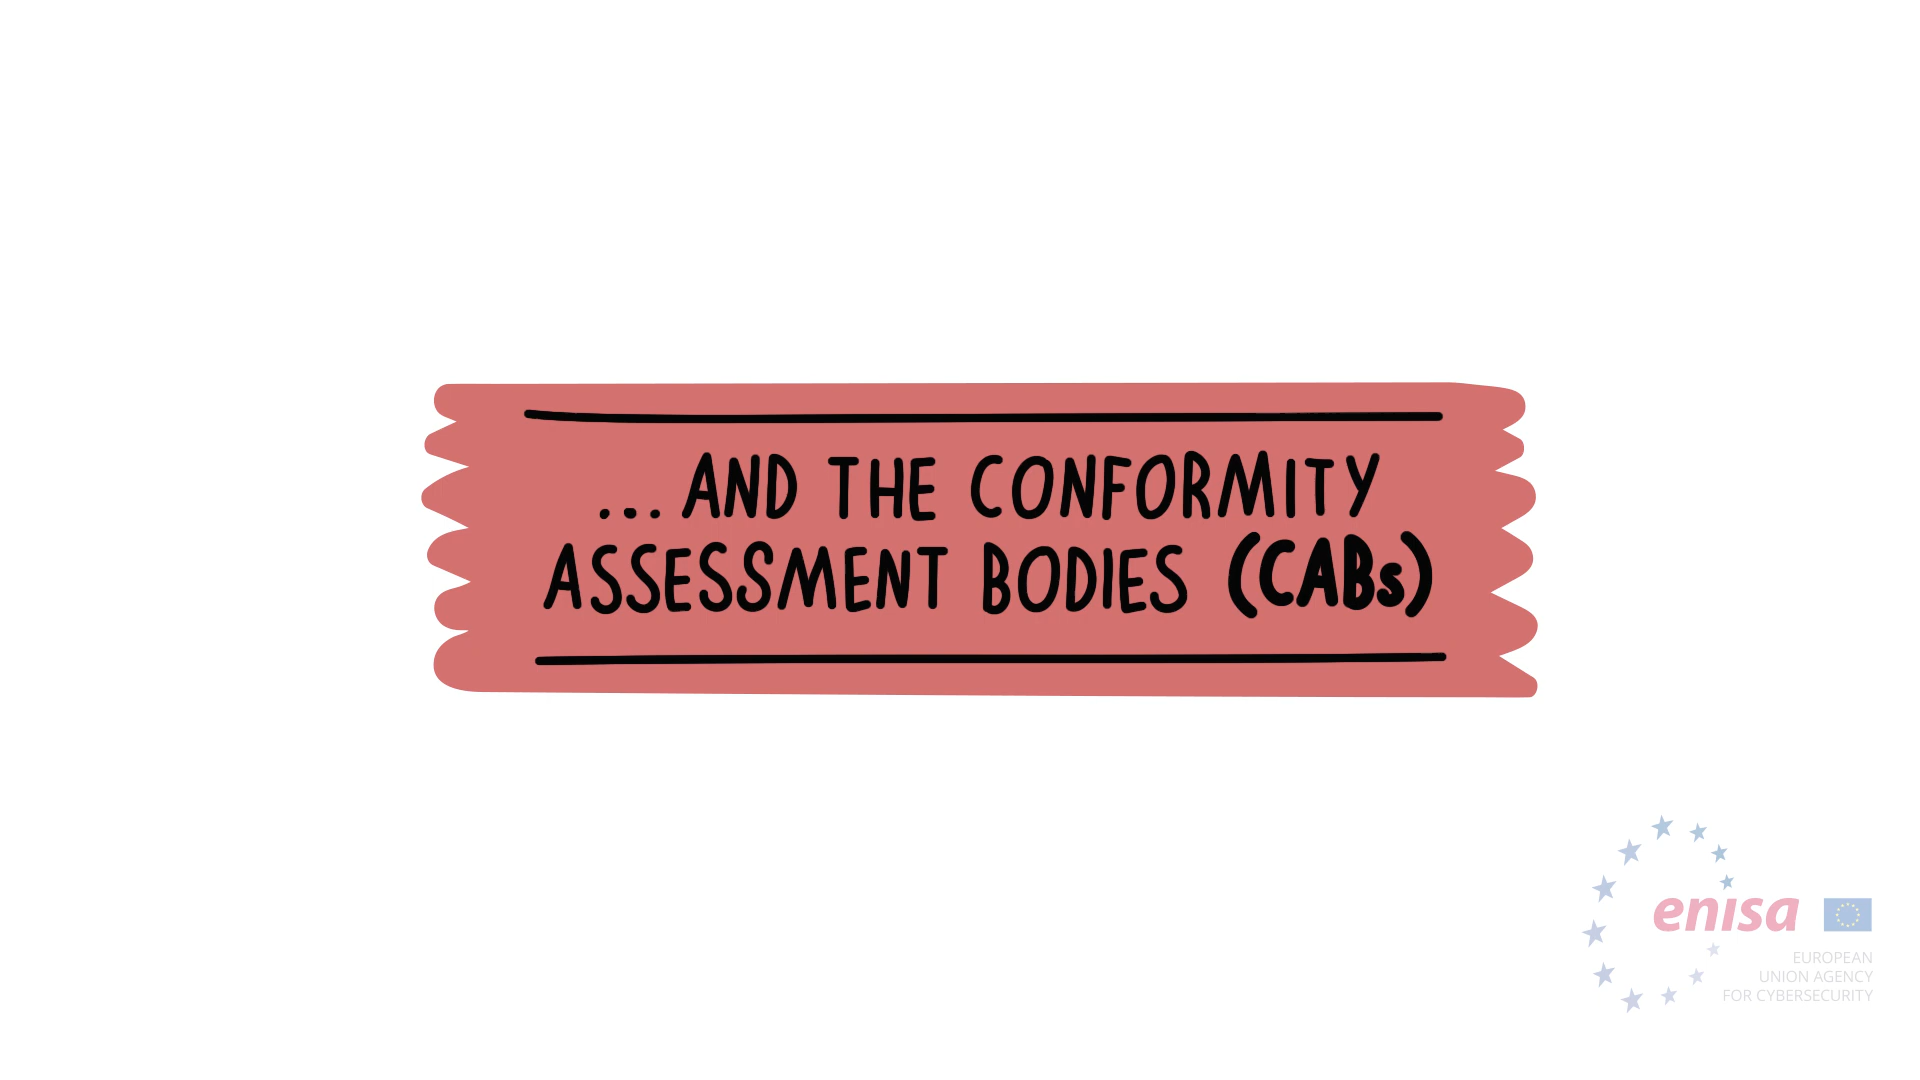 ... AND THE CONFORMITY
ASSESSMENT BODIES (CABs)
enisa
EUROPEAN
UNION AGENCY
FOR CYBERSECURITY